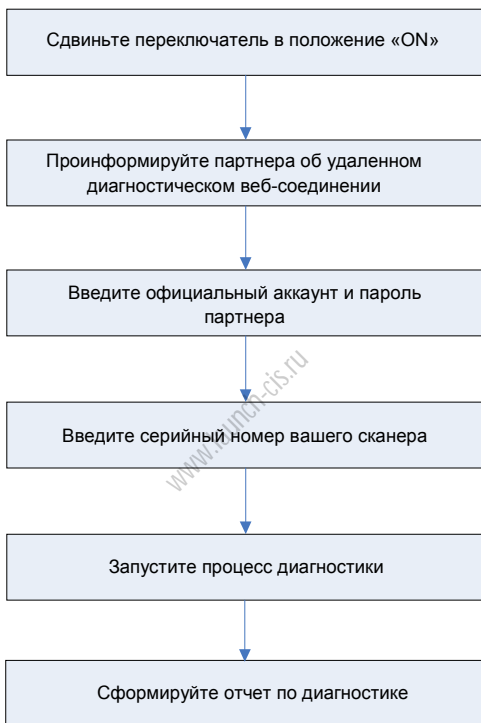 Сдвиньте переключатель в положение «ON»
Проинформируйте партнера об удаленном
диагностическом веб-соединении
Введите официальный аккаунт и пароль
партнера
www.launch-cis.ru
Введите серийный номер вашего сканера
Запустите процесс диагностики
Сформируйте отчет по диагностике